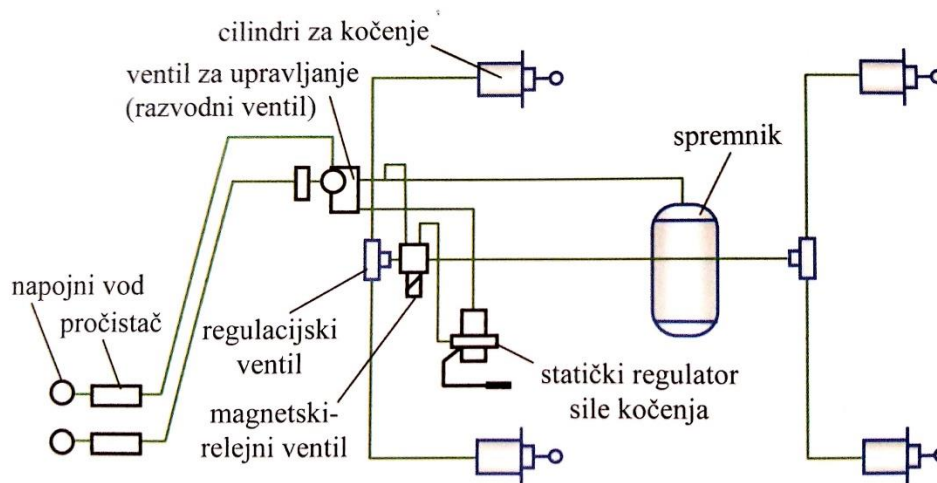 cilindri za kočenje
ventil za upravljanje
(razvodni ventil)
spremnik
napojni vod
pročistač
regulacijski
ventil
magnetski-
relejni ventil
statički regulator
sile kočenja